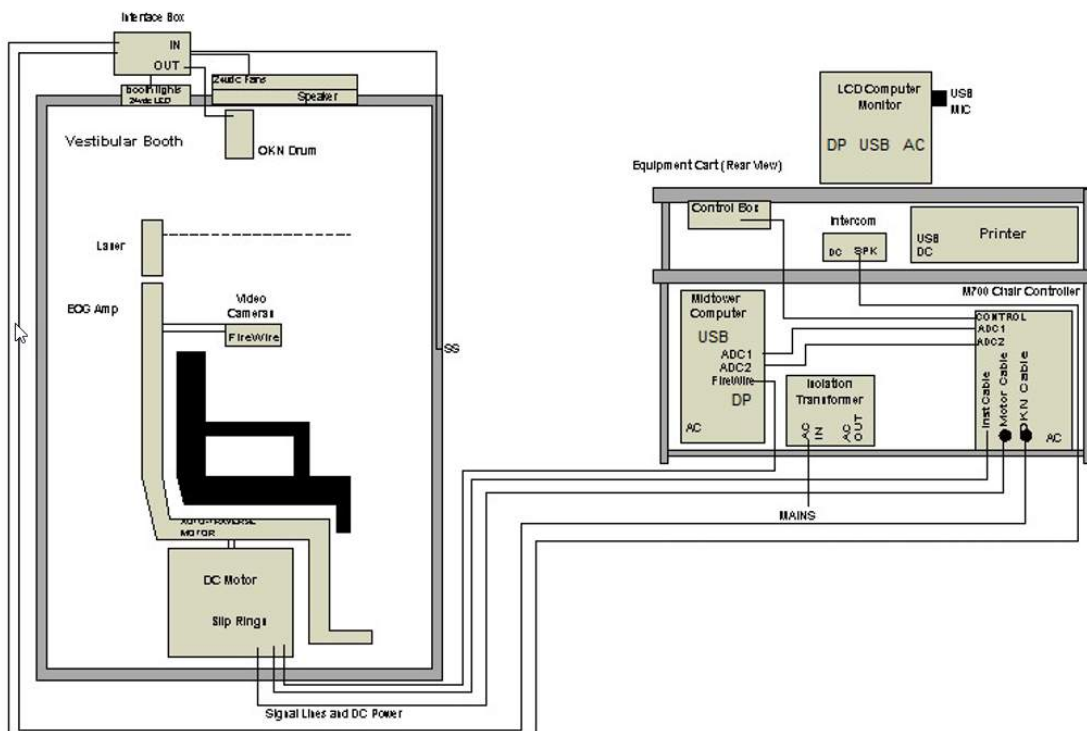 Interface Box
IN
OUT
24vdc Fans
Speaker
booth lights
24vdc LED
Vestibular Booth
OKN Drum
Laser
EOG Amp
Video
Cameras
FireWire
SS
MOTOR
DC Motor
Slip Rings
Signal Lines and DC Power
LCD Computer
Monitor
DP USB AC
USB
MIC
Equipment Cart (Rear View)
Control Box
Intercom
DC SPK
Printer
USB
DC
M700 Chair Controller
Midtower
Computer
USB
ADC1
ADC2
FireWire
DP
AC
Isolation
Transformer
AC IN
AC OUT
MAINS
CONTROL
ADC1
ADC2
Inst Cable
Motor Cable
OKN Cable
AC